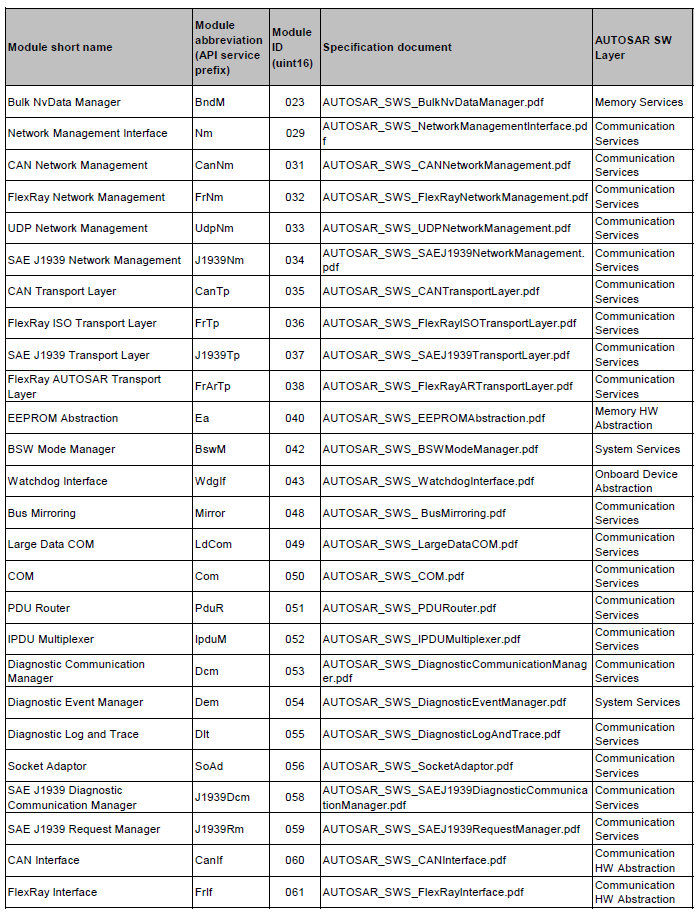 Module short name
Module
abbreviation
(API service
prefix)
Module
ID
(uint16)
Specification document
AUTOSAR SW
Layer
Bulk NvData Manager
BndM
023
AUTOSAR_SWS_BulkNvDataManager.pdf
Memory Services
Network Management Interface
Nm
029
AUTOSAR_SWS_NetworkManagementInterface.pd
f
Communication
Services
CAN Network Management
CanNm
031
AUTOSAR_SWS_CANNetworkManagement.pdf
Communication
Services
FlexRay Network Management
FrNm
032
AUTOSAR_SWS_FlexRayNetworkManagement.pdf
Communication
Services
UDP Network Management
UdpNm
033
AUTOSAR_SWS_UDPNetworkManagement.pdf
Communication
Services
SAE J1939 Network Management
J1939Nm
034
AUTOSAR_SWS_SAEJ1939NetworkManagement.
pdf
Communication
Services
CAN Transport Layer
CanTp
035
AUTOSAR_SWS_CANTransportLayer.pdf
Communication
Services
FlexRay ISO Transport Layer
FrTp
036
AUTOSAR_SWS_FlexRayISOTransportLayer.pdf
Communication
Services
SAE J1939 Transport Layer
J1939Tp
037
AUTOSAR_SWS_SAEJ1939TransportLayer.pdf
Communication
Services
FlexRay AUTOSAR Transport
Layer
FrArTp
038
AUTOSAR_SWS_FlexRayARTransportLayer.pdf
Communication
Services
EEPROM Abstraction
Ea
040
AUTOSAR_SWS_EEPROMAbstraction.pdf
Memory HW
Abstraction
BSW Mode Manager
BswM
042
AUTOSAR_SWS_BSWModeManager.pdf
System Services
Watchdog Interface
WdgIf
043
AUTOSAR_SWS_WatchdogInterface.pdf
Onboard Device
Abstraction
Bus Mirroring
Mirror
048
AUTOSAR_SWS_ BusMirroring.pdf
Communication
Services
Large Data COM
LdCom
049
AUTOSAR_SWS_LargeDataCOM.pdf
Communication
Services
COM
Com
050
AUTOSAR_SWS_COM.pdf
Communication
Services
PDU Router
PduR
051
AUTOSAR_SWS_PDURouter.pdf
Communication
Services
IPDU Multiplexer
IpduM
052
AUTOSAR_SWS_IPDUMultiplexer.pdf
Communication
Services
Diagnostic Communication
Manager
Dcm
053
AUTOSAR_SWS_DiagnosticCommunicationManag
er.pdf
Communication
Services
Diagnostic Event Manager
Dem
054
AUTOSAR_SWS_DiagnosticEventManager.pdf
System Services
Diagnostic Log and Trace
Dlt
055
AUTOSAR_SWS_DiagnosticLogAndTrace.pdf
Communication
Services
Socket Adaptor
SoAd
056
AUTOSAR_SWS_SocketAdaptor.pdf
Communication
Services
SAE J1939 Diagnostic
Communication Manager
J1939Dcm
058
AUTOSAR_SWS_SAEJ1939DiagnosticCommunica
tionManager.pdf
Communication
Services
SAE J1939 Request Manager
J1939Rm
059
AUTOSAR_SWS_SAEJ1939RequestManager.pdf
Communication
Services
CAN Interface
CanIf
060
AUTOSAR_SWS_CANInterface.pdf
Communication
HW Abstraction
FlexRay Interface
FrIf
061
AUTOSAR_SWS_FlexRayInterface.pdf
Communication
HW Abstraction